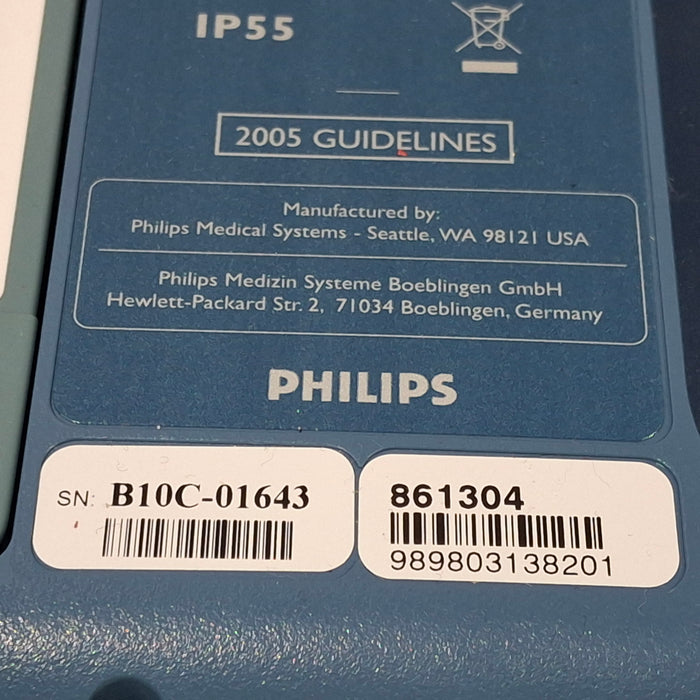 IP55
2005 GUIDELINES
Manufactured by:
Philips Medical Systems - Seattle, WA 98121 USA
Philips Medizin Systeme Boeblingen GmbH
Hewlett-Packard Str. 2, 71034 Boeblingen, Germany
PHILIPS
SN: B10C-01643
861304
989803138201